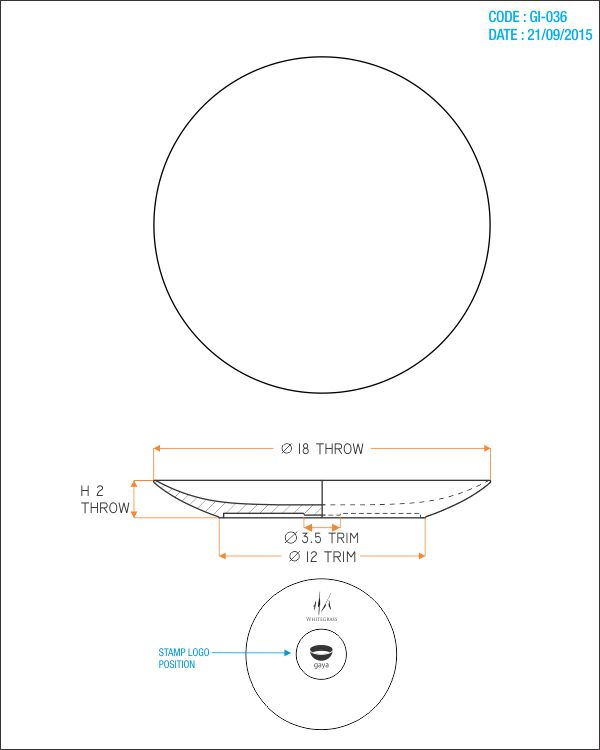 CODE : GI-036
DATE : 21/09/2015
Ø 18 THROW
H 2
THROW
Ø 3.5 TRIM
Ø 12 TRIM
WHITEGRASS
STAMP LOGO
POSITION
gaya